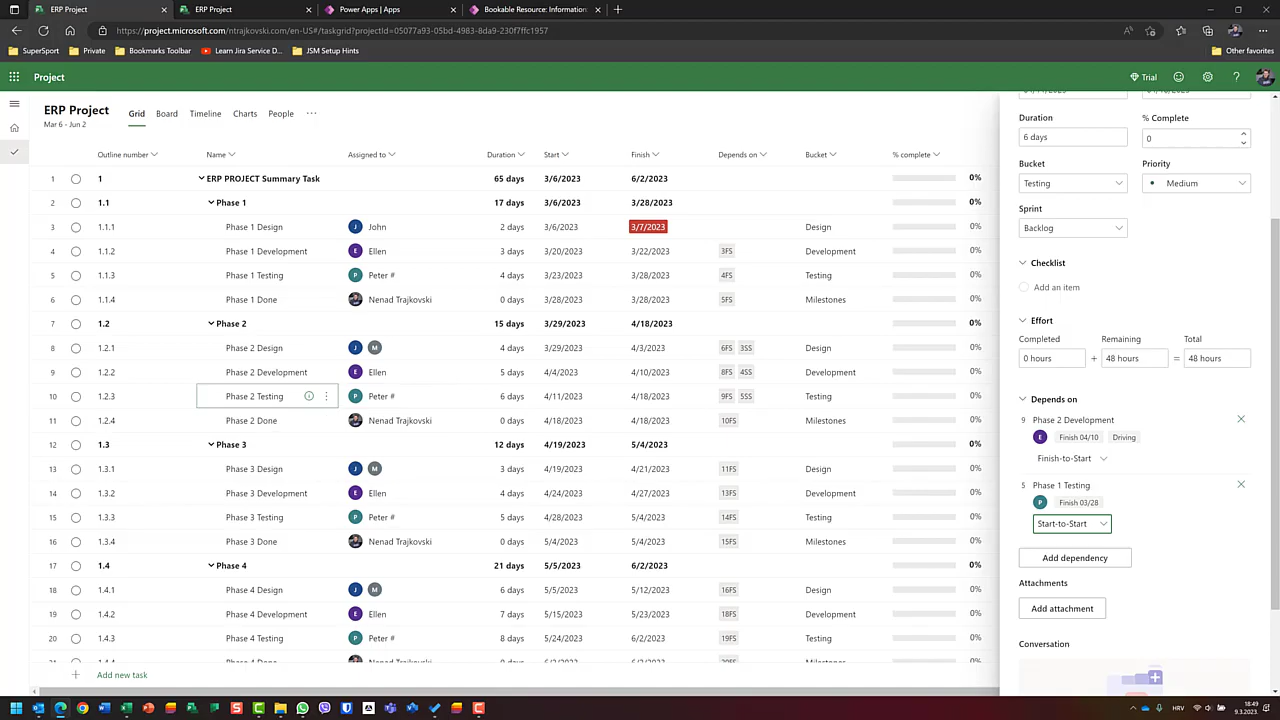 ERP Project
ERP Project
Power Apps | Apps
Bookable Resource: Information
https://project.microsoft.com/ntrajkovski.com/en-US#/taskgrid?projectId=05077a93-05bd-4983-8da9-230f7ffc1957
SuperSport
Private
Bookmarks Toolbar
Learn Jira Service D...
JSM Setup Hints
Other favorites
Project
Trial
ERP Project
Mar 6 - Jun 2
Grid Board Timeline Charts People ...
Outline number Name Assigned to Duration Start Finish Depends on Bucket % complete
1 1 ERP PROJECT Summary Task 65 days 3/6/2023 6/2/2023 0%
2 1.1 Phase 1 17 days 3/6/2023 3/28/2023 0%
3 1.1.1 Phase 1 Design J John 2 days 3/6/2023 3/7/2023 Design 0%
4 1.1.2 Phase 1 Development E Ellen 3 days 3/20/2023 3/22/2023 3FS Development 0%
5 1.1.3 Phase 1 Testing P Peter # 4 days 3/23/2023 3/28/2023 4FS Testing 0%
6 1.1.4 Phase 1 Done Nenad Trajkovski 0 days 3/28/2023 3/28/2023 5FS Milestones 0%
7 1.2 Phase 2 15 days 3/29/2023 4/18/2023 0%
8 1.2.1 Phase 2 Design J M 4 days 3/29/2023 4/3/2023 6FS 3SS Design 0%
9 1.2.2 Phase 2 Development E Ellen 5 days 4/4/2023 4/10/2023 8FS 4SS Development 0%
10 1.2.3 Phase 2 Testing P Peter # 6 days 4/11/2023 4/18/2023 9FS 5SS Testing 0%
11 1.2.4 Phase 2 Done Nenad Trajkovski 0 days 4/18/2023 4/18/2023 10FS Milestones 0%
12 1.3 Phase 3 12 days 4/19/2023 5/4/2023 0%
13 1.3.1 Phase 3 Design J M 3 days 4/19/2023 4/21/2023 11FS Design 0%
14 1.3.2 Phase 3 Development E Ellen 4 days 4/24/2023 4/27/2023 13FS Development 0%
15 1.3.3 Phase 3 Testing P Peter # 5 days 4/28/2023 5/4/2023 14FS Testing 0%
16 1.3.4 Phase 3 Done Nenad Trajkovski 0 days 5/4/2023 5/4/2023 15FS Milestones 0%
17 1.4 Phase 4 21 days 5/5/2023 6/2/2023 0%
18 1.4.1 Phase 4 Design J M 6 days 5/5/2023 5/12/2023 16FS Design 0%
19 1.4.2 Phase 4 Development E Ellen 7 days 5/15/2023 5/23/2023 18FS Development 0%
20 1.4.3 Phase 4 Testing P Peter # 8 days 5/24/2023 6/2/2023 19FS Testing 0%
Add new task
Duration % Complete
6 days 0
Bucket Priority
Testing Medium
Sprint
Backlog
Checklist
Add an item
Effort
Completed Remaining Total
0 hours + 48 hours = 48 hours
Depends on
9 Phase 2 Development
E Finish 04/10 Driving
Finish-to-Start
5 Phase 1 Testing
P Finish 03/28
Start-to-Start
Add dependency
Attachments
Add attachment
Conversation
HRV
18:49
9.3.2023.